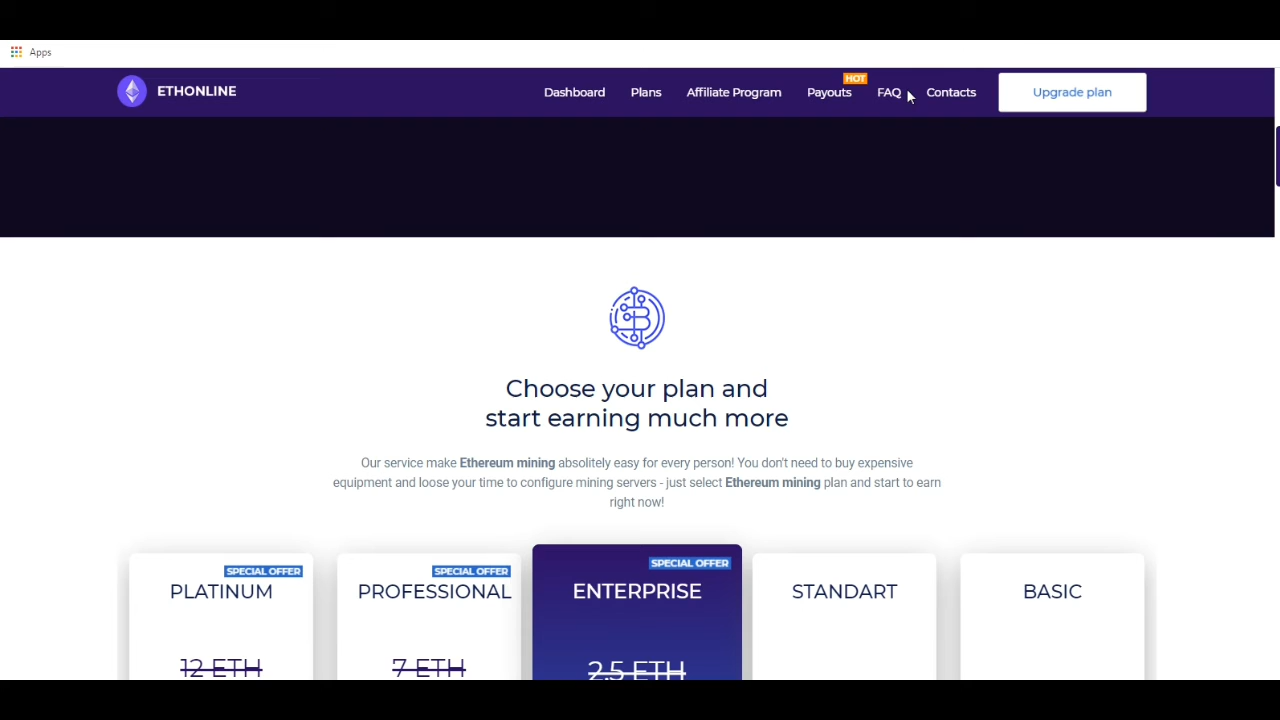 Apps
ETHONLINE
Dashboard
Plans
Affiliate Program
Payouts
HOT
FAQ
Contacts
Upgrade plan
Choose your plan and
start earning much more
Our service make Ethereum mining absolitely easy for every person! You don't need to buy expensive
equipment and loose your time to configure mining servers - just select Ethereum mining plan and start to earn
right now!
SPECIAL OFFER
PLATINUM
12 ETH
SPECIAL OFFER
PROFESSIONAL
7 ETH
SPECIAL OFFER
ENTERPRISE
2.5 ETH
STANDART
BASIC